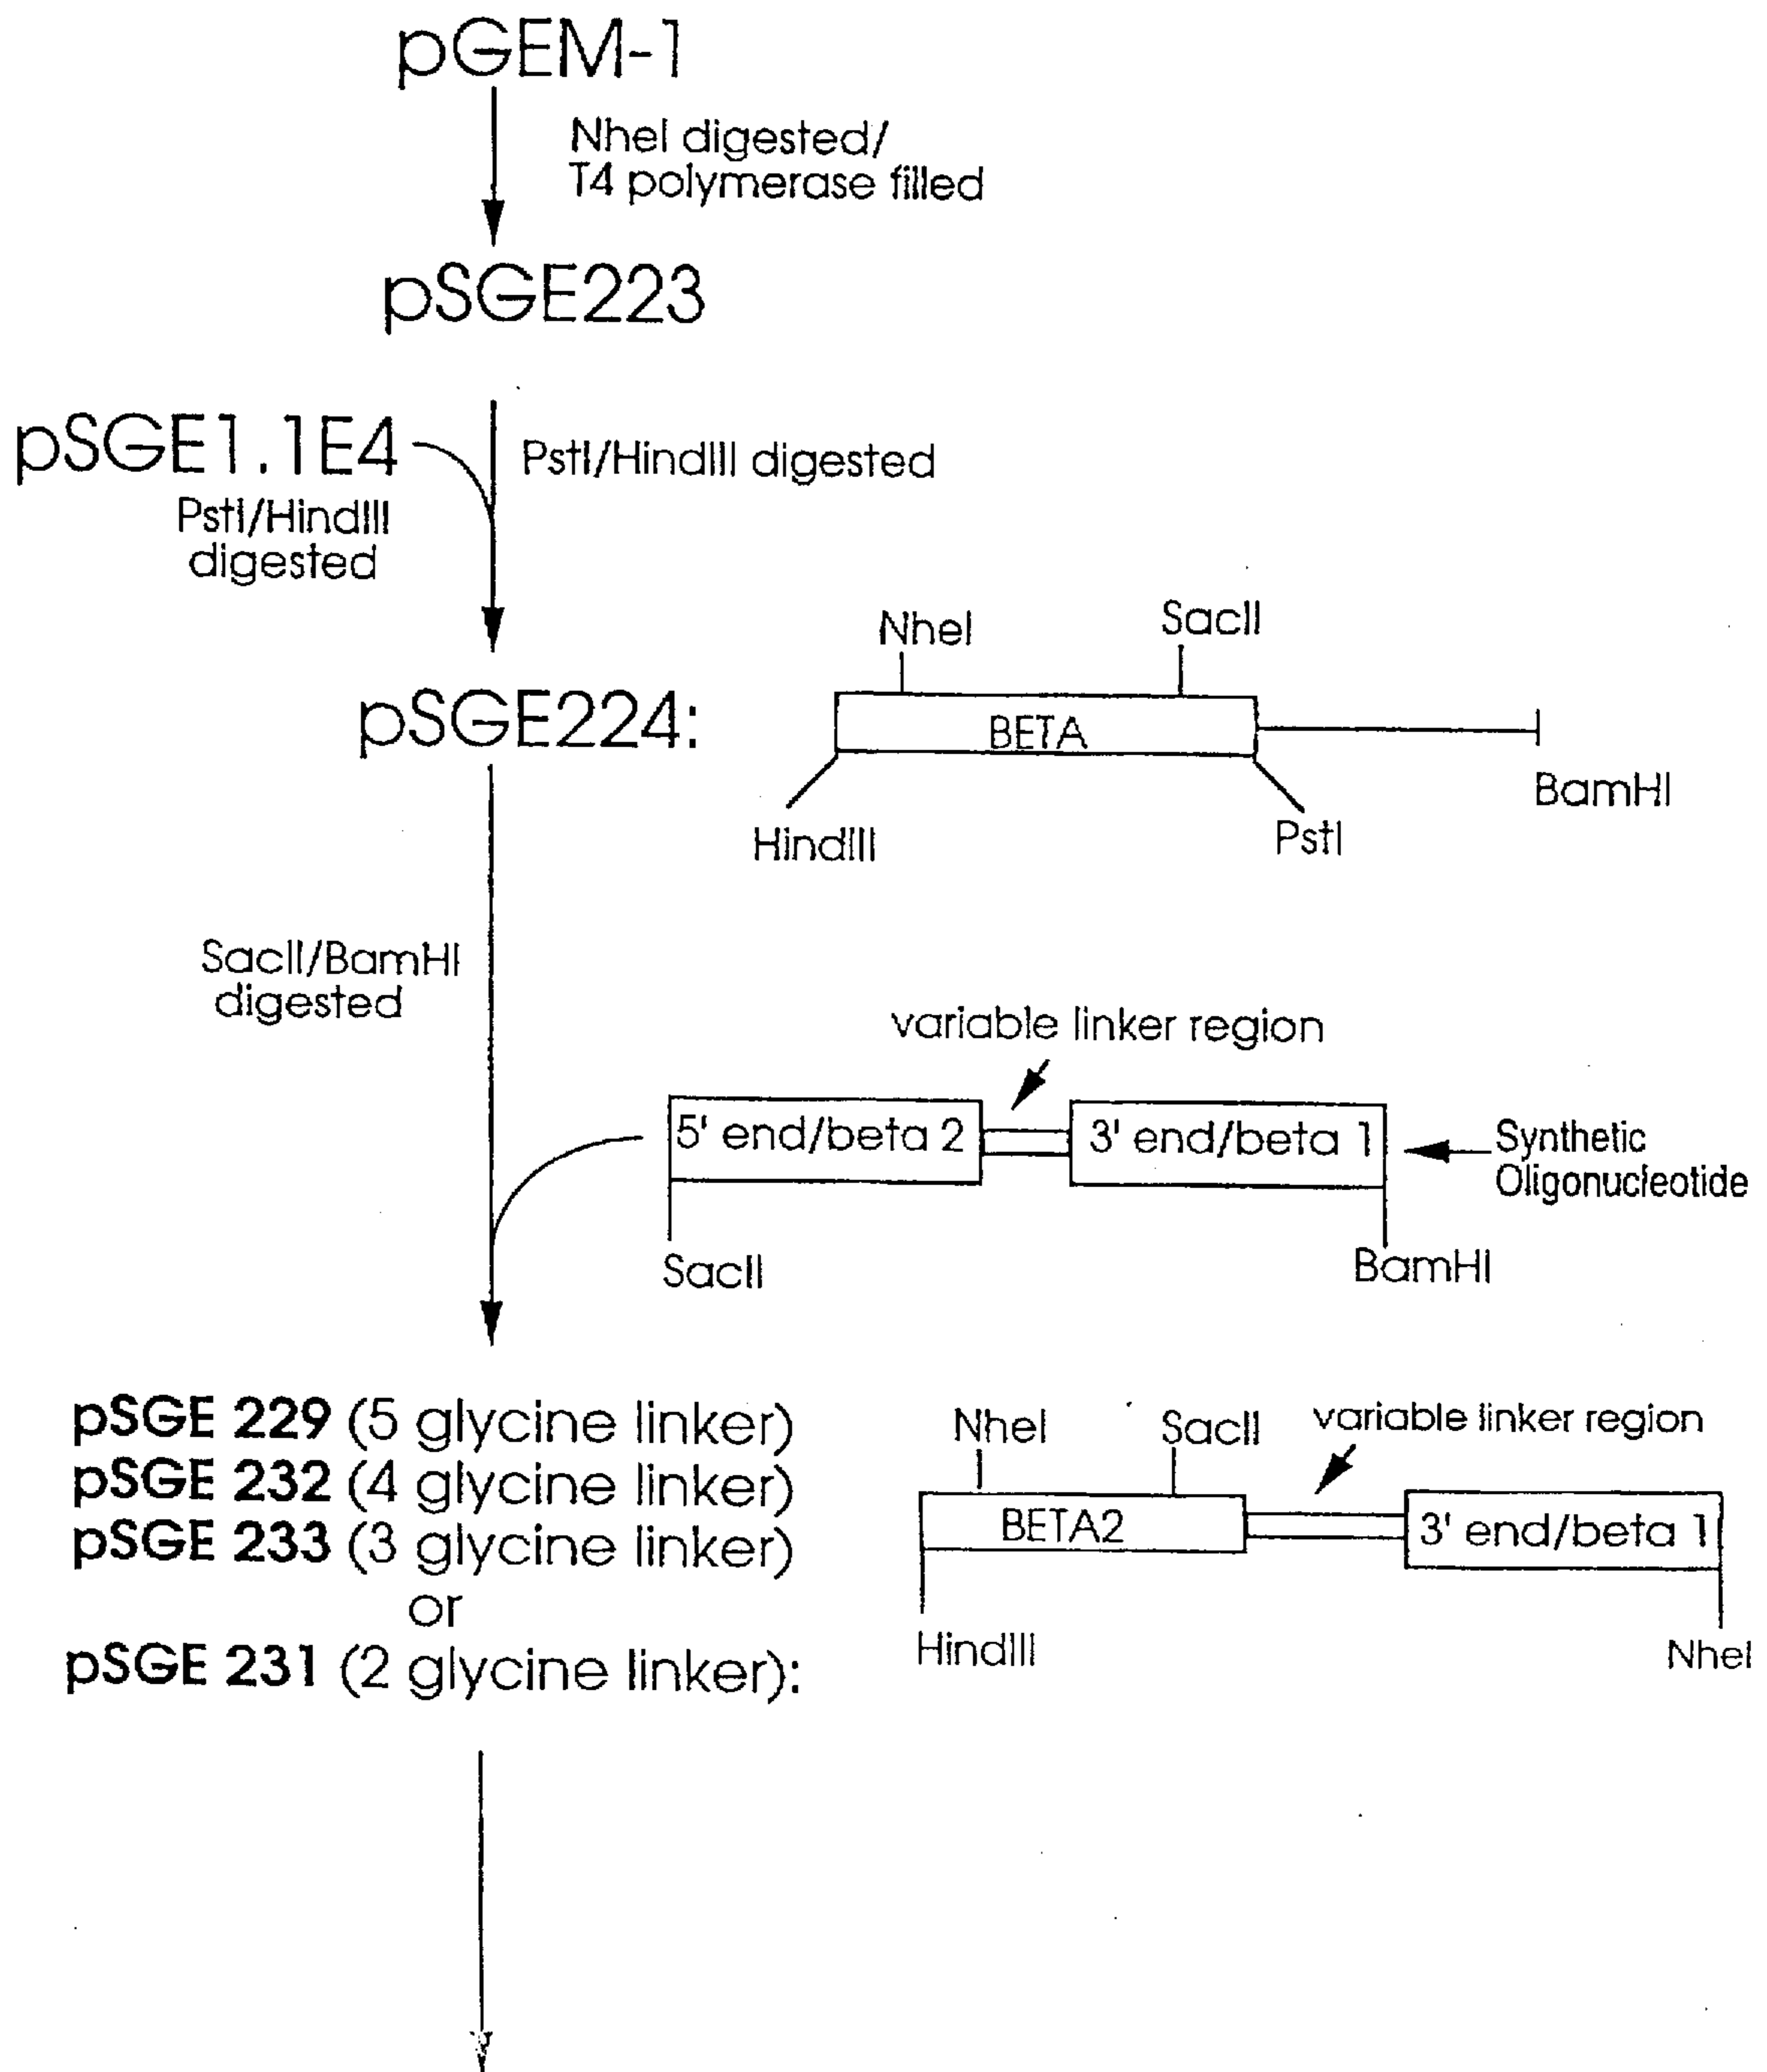 pGEM-1
NheI digested/
T4 polymerase filled
pSGE223
pSGE1.1E4
PstI/HindIII digested
PstI/HindIII
digested
NheI
SacII
pSGE224:
BETA
BamHI
HindIII
PstI
SacII/BamHI
digested
variable linker region
5' end/beta 2
3' end/beta 1
Synthetic
Oligonucleotide
SacII
BamHI
pSGE 229 (5 glycine linker)
pSGE 232 (4 glycine linker)
pSGE 233 (3 glycine linker)
or
pSGE 231 (2 glycine linker):
NheI
SacII
variable linker region
BETA2
3' end/beta 1
HindIII
NheI